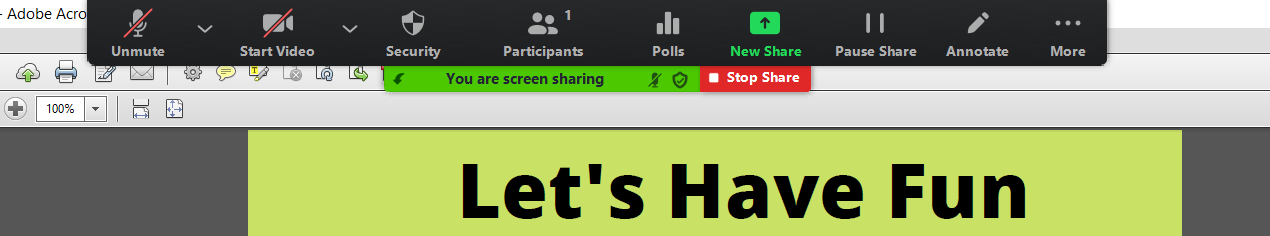 - Adobe Acro
1
Unmute Start Video Security Participants Polls New Share Pause Share Annotate More
You are screen sharing Stop Share
100%
Let's Have Fun